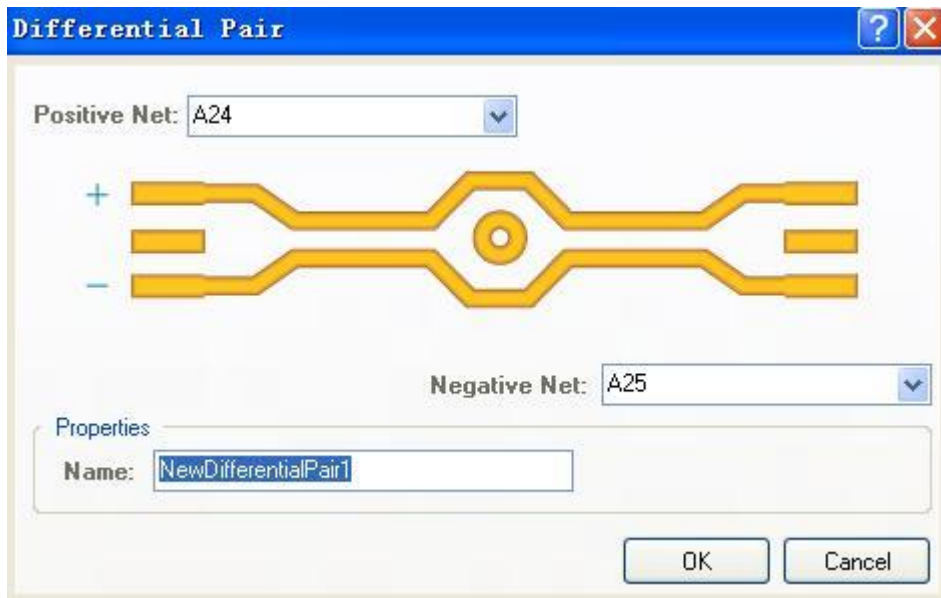 Differential Pair
Positive Net: A24
+
−
Negative Net: A25
Properties
Name: NewDifferentialPair1
OK Cancel